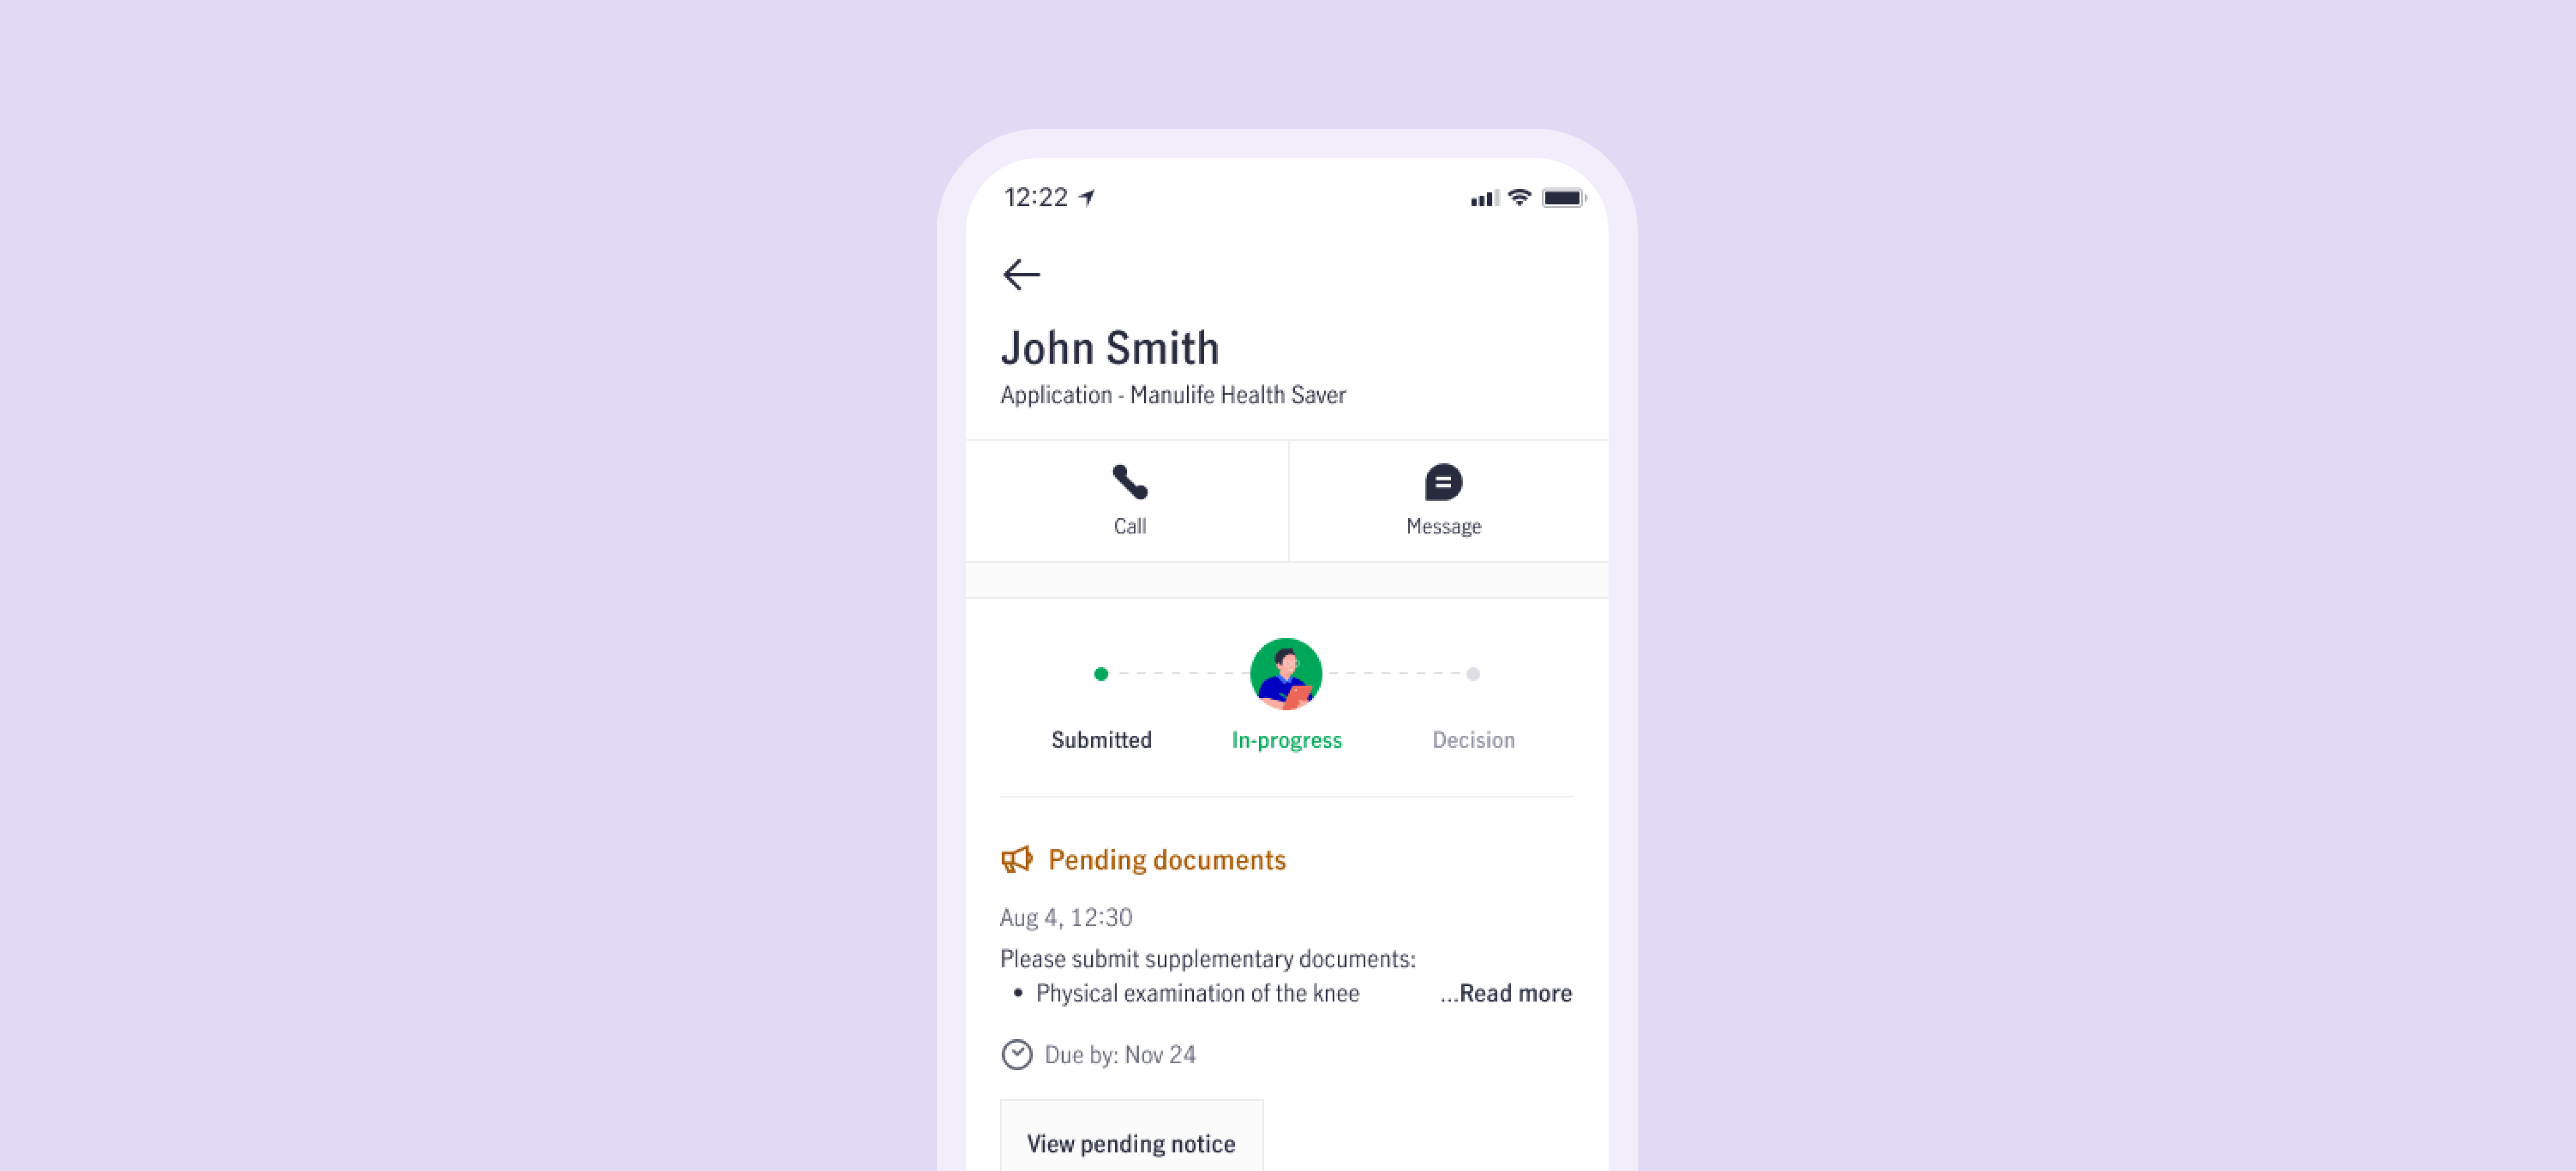 12:22
John Smith
Application - Manulife Health Saver
Call
Message
Submitted
In-progress
Decision
Pending documents
Aug 4, 12:30
Please submit supplementary documents:
• Physical examination of the knee ...Read more
Due by: Nov 24
View pending notice